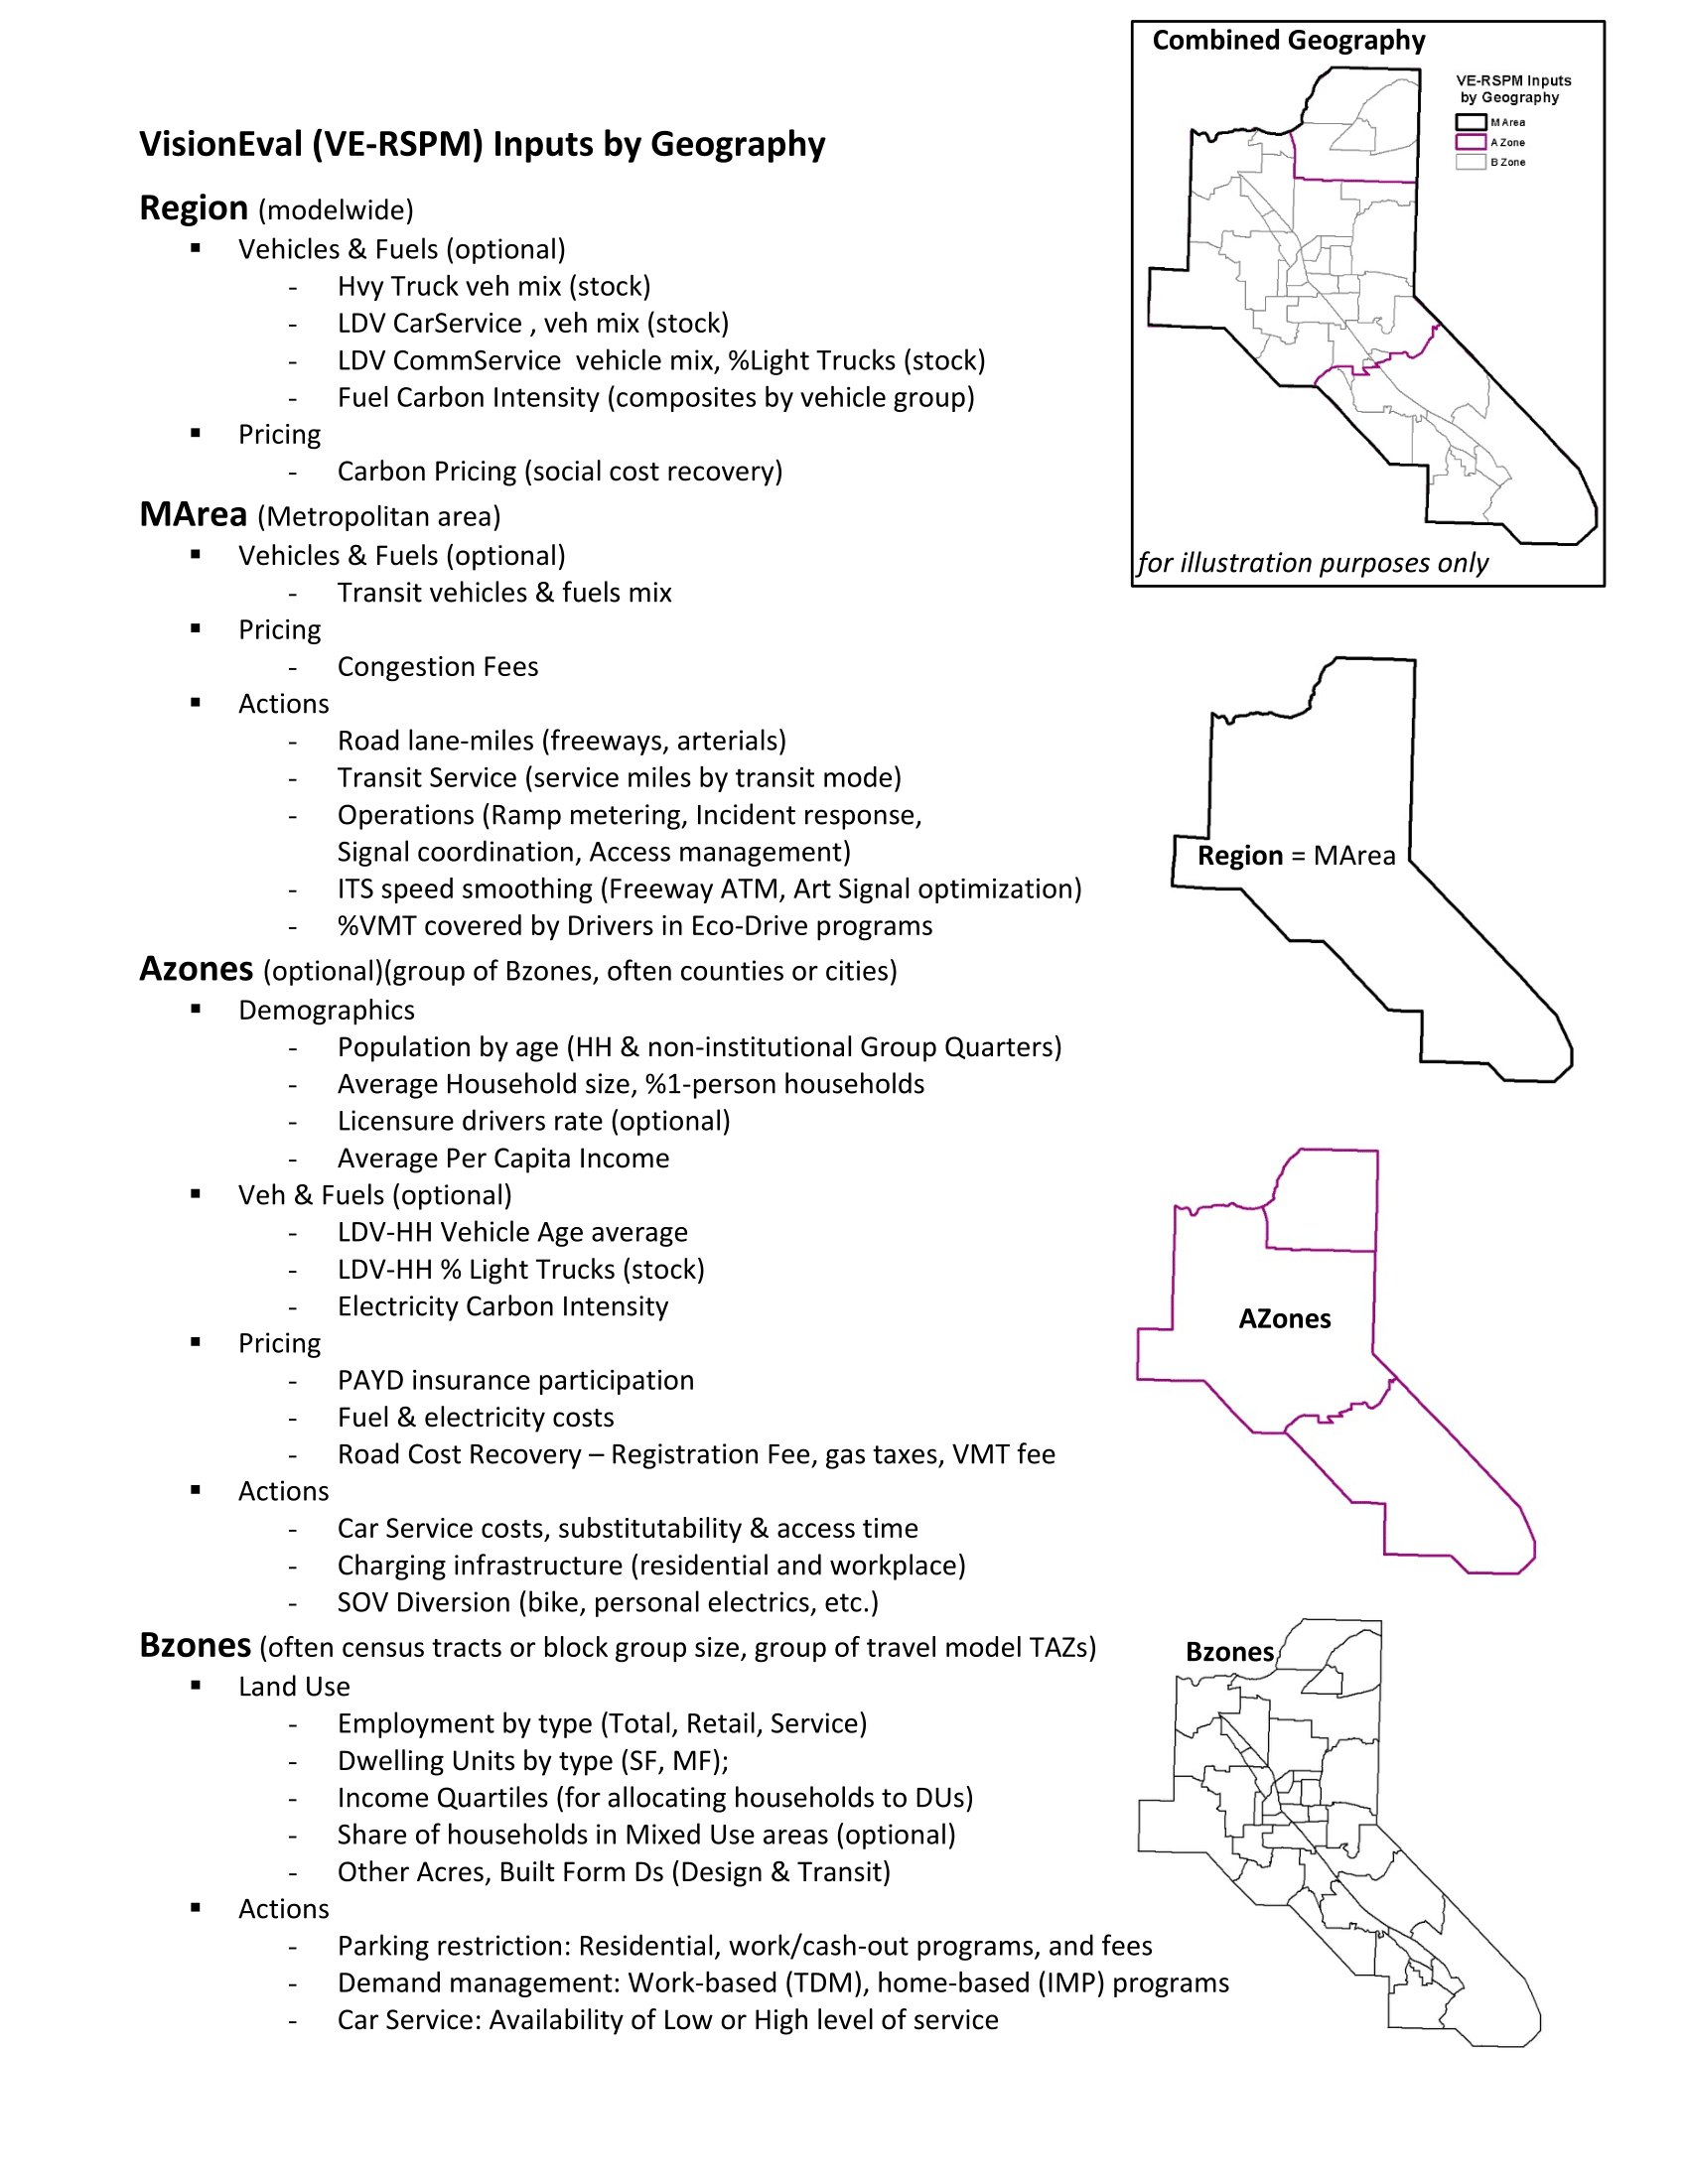 Combined Geography
VE-RSPM Inputs
by Geography
M Area
A Zone
B Zone
for illustration purposes only
VisionEval (VE-RSPM) Inputs by Geography
Region (modelwide)
▪ Vehicles & Fuels (optional)
- Hvy Truck veh mix (stock)
- LDV CarService , veh mix (stock)
- LDV CommService vehicle mix, %Light Trucks (stock)
- Fuel Carbon Intensity (composites by vehicle group)
▪ Pricing
- Carbon Pricing (social cost recovery)
MArea (Metropolitan area)
▪ Vehicles & Fuels (optional)
- Transit vehicles & fuels mix
▪ Pricing
- Congestion Fees
▪ Actions
- Road lane-miles (freeways, arterials)
- Transit Service (service miles by transit mode)
- Operations (Ramp metering, Incident response,
Signal coordination, Access management)
- ITS speed smoothing (Freeway ATM, Art Signal optimization)
- %VMT covered by Drivers in Eco-Drive programs
Region = MArea
Azones (optional)(group of Bzones, often counties or cities)
▪ Demographics
- Population by age (HH & non-institutional Group Quarters)
- Average Household size, %1-person households
- Licensure drivers rate (optional)
- Average Per Capita Income
▪ Veh & Fuels (optional)
- LDV-HH Vehicle Age average
- LDV-HH % Light Trucks (stock)
- Electricity Carbon Intensity
▪ Pricing
- PAYD insurance participation
- Fuel & electricity costs
- Road Cost Recovery – Registration Fee, gas taxes, VMT fee
▪ Actions
- Car Service costs, substitutability & access time
- Charging infrastructure (residential and workplace)
- SOV Diversion (bike, personal electrics, etc.)
AZones
Bzones (often census tracts or block group size, group of travel model TAZs)
▪ Land Use
- Employment by type (Total, Retail, Service)
- Dwelling Units by type (SF, MF);
- Income Quartiles (for allocating households to DUs)
- Share of households in Mixed Use areas (optional)
- Other Acres, Built Form Ds (Design & Transit)
▪ Actions
- Parking restriction: Residential, work/cash-out programs, and fees
- Demand management: Work-based (TDM), home-based (IMP) programs
- Car Service: Availability of Low or High level of service
Bzones